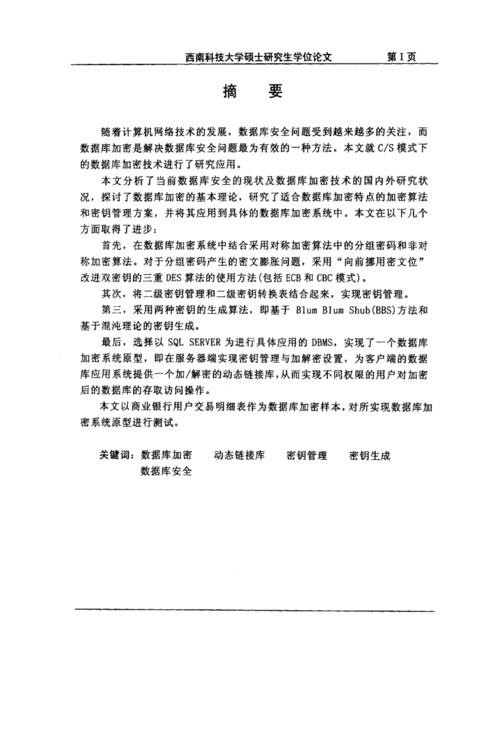 西南科技大学硕士研究生学位论文 第 I 页
摘 要
随着计算机网络技术的发展，数据库安全问题受到越来越多的关注，而
数据库加密是解决数据库安全问题最为有效的一种方法。本文就 C/S 模式下
的数据库加密技术进行了研究应用。
本文分析了当前数据库安全的现状及数据库加密技术的国内外研究状
况，探讨了数据库加密的基本理论，研究了适合数据库加密特点的加密算法
和密钥管理方案，并将其应用到具体的数据库加密系统中。本文在以下几个
方面取得了进步：
首先，在数据库加密系统中结合采用对称加密算法中的分组密码和非对
称加密算法。对于分组密码产生的密文膨胀问题，采用“向前挪用密文位”
改进双密钥的三重 DES 算法的使用方法(包括 ECB 和 CBC 模式)。
其次，将二级密钥管理和二级密钥转换表结合起来，实现密钥管理。
第三，采用两种密钥的生成算法，即基于 Blum Blum Shub(BBS)方法和
基于混沌理论的密钥生成。
最后，选择以 SQL SERVER 为进行具体应用的 DBMS，实现了一个数据库
加密系统原型，即在服务器端实现密钥管理与加解密设置，为客户端的数据
库应用系统提供一个加/解密的动态链接库，从而实现不同权限的用户对加密
后的数据库的存取访问操作。
本文以商业银行用户交易明细表作为数据库加密样本，对所实现数据库加
密系统原型进行测试。
关键词：数据库加密 动态链接库 密钥管理 密钥生成
数据库安全